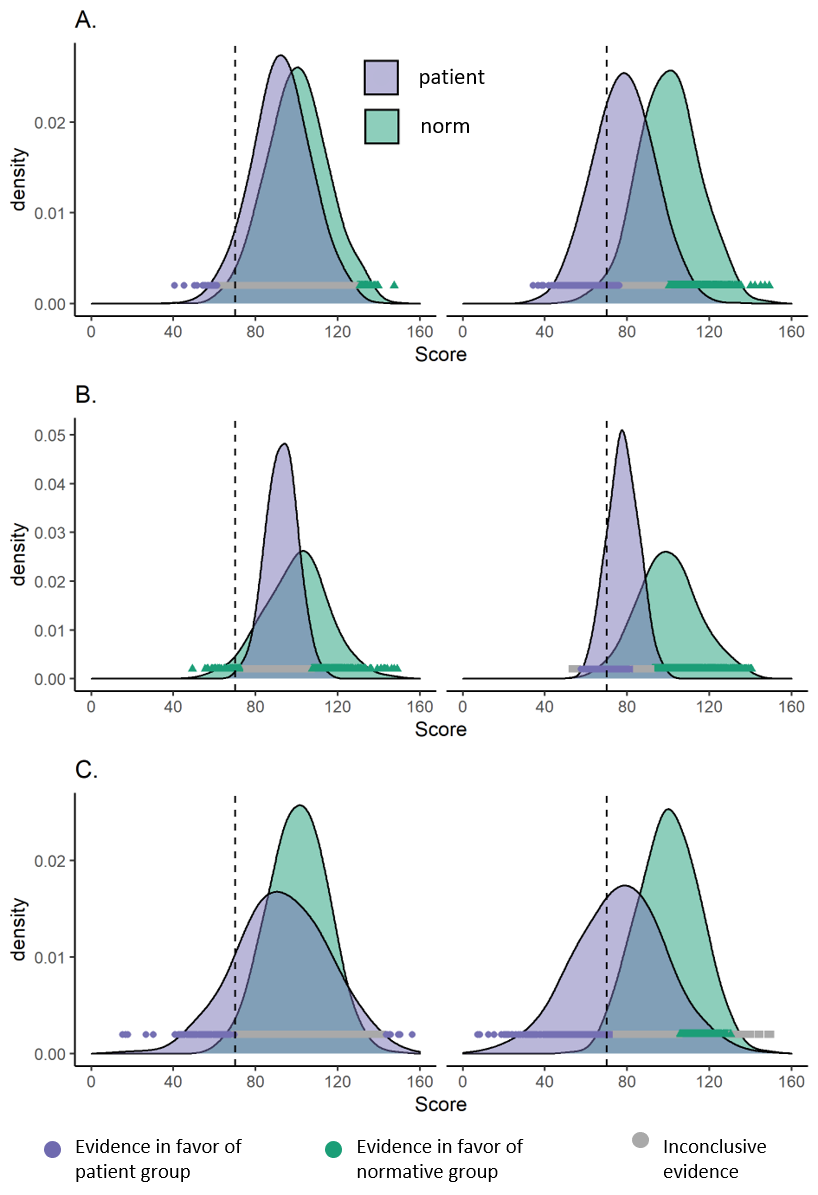 A.
patient
norm
density
0.02
0.01
0.00
0 40 80 120 160
0 40 80 120 160
Score
B.
density
0.05
0.04
0.03
0.02
0.01
0.00
0 40 80 120 160
0 40 80 120 160
Score
C.
density
0.02
0.01
0.00
0 40 80 120 160
0 40 80 120 160
Score
Evidence in favor of
patient group
Evidence in favor of
normative group
Inconclusive
evidence